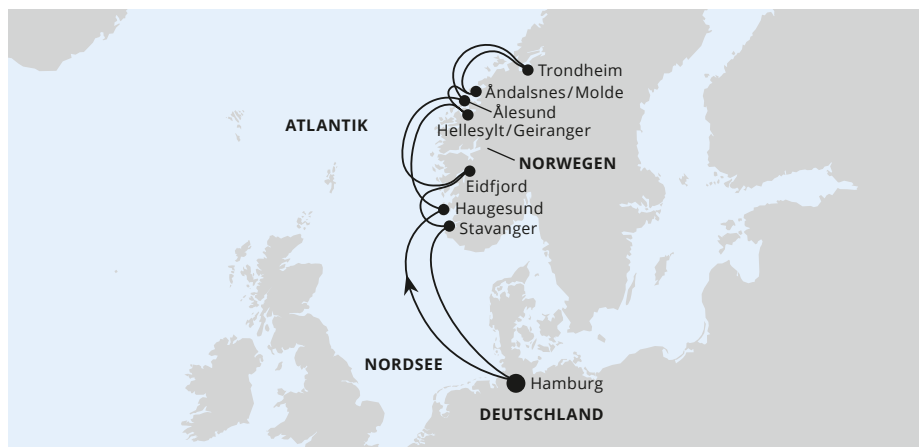 Trondheim
Åndalsnes/Molde
Ålesund
ATLANTIK
Hellesylt/Geiranger
NORWEGEN
Eidfjord
Haugesund
Stavanger
NORDSEE
Hamburg
DEUTSCHLAND